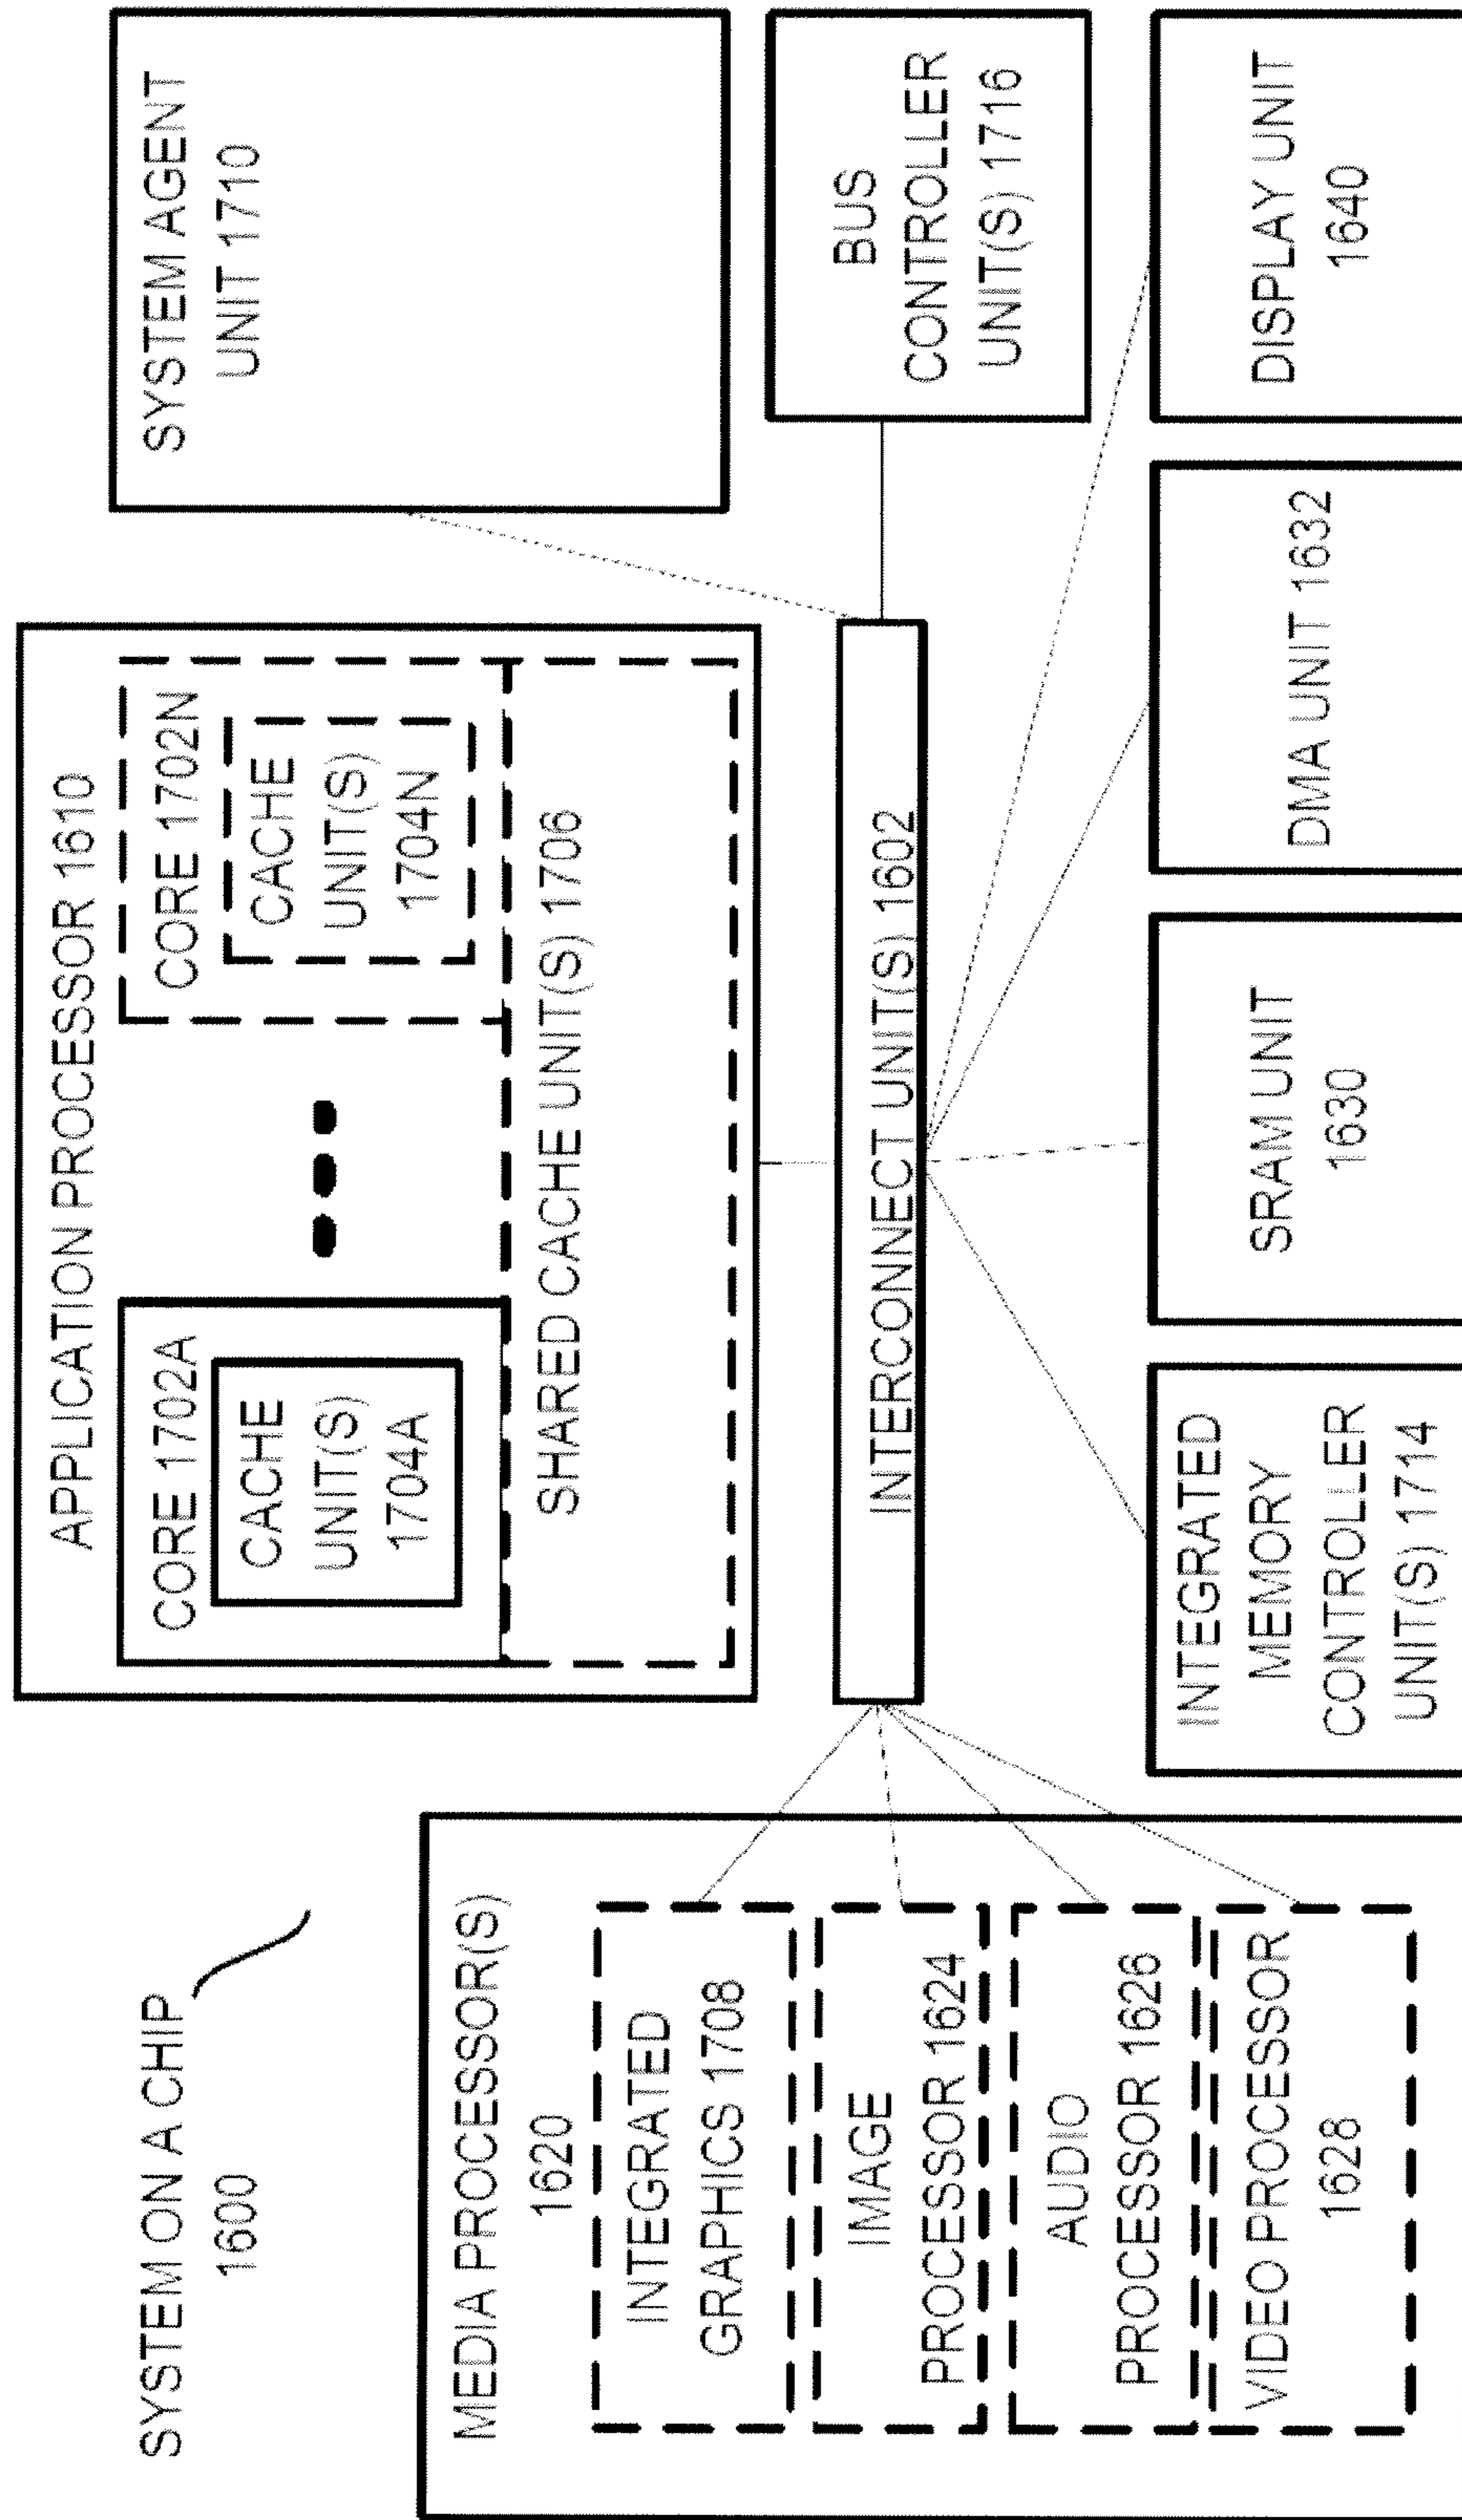 SYSTEM ON A CHIP
1600
APPLICATION PROCESSOR 1610
CORE 1702A
CACHE
UNIT(S)
1704A
CORE 1702N
CACHE
UNIT(S)
1704N
SHARED CACHE UNIT(S) 1706
SYSTEM AGENT
UNIT 1710
MEDIA PROCESSOR(S)
1620
INTEGRATED
GRAPHICS 1708
IMAGE
PROCESSOR 1624
AUDIO
PROCESSOR 1626
VIDEO PROCESSOR
1628
INTERCONNECT UNIT(S) 1602
BUS
CONTROLLER
UNIT(S) 1716
INTEGRATED
MEMORY
CONTROLLER
UNIT(S) 1714
SRAM UNIT
1630
DMA UNIT 1632
DISPLAY UNIT
1640